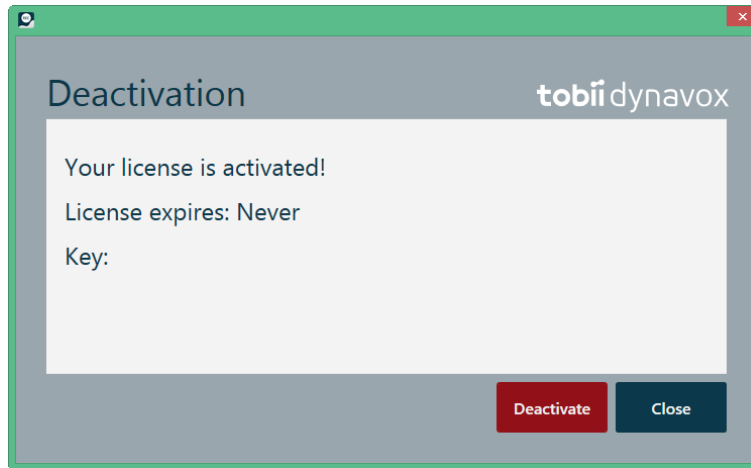 Deactivation
tobii dynavox
Your license is activated!
License expires: Never
Key:
Deactivate
Close